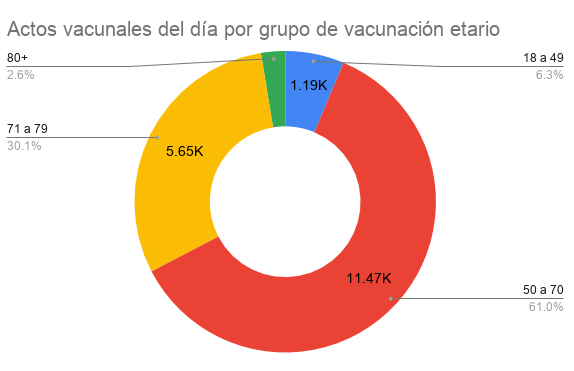 Actos vacunales del día por grupo de vacunación etario
80+
2.6%
18 a 49
6.3%
1.19K
71 a 79
30.1%
5.65K
11.47K
50 a 70
61.0%